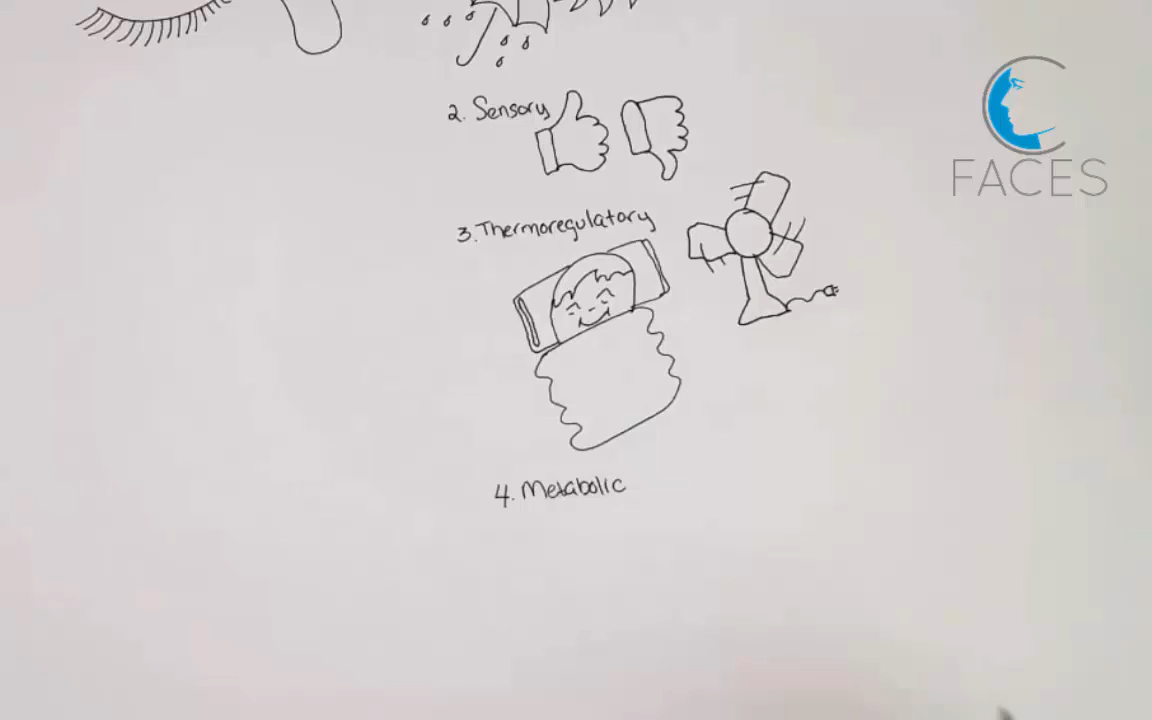 2. Sensory
FACES
3. Thermoregulatory
4. Metabolic